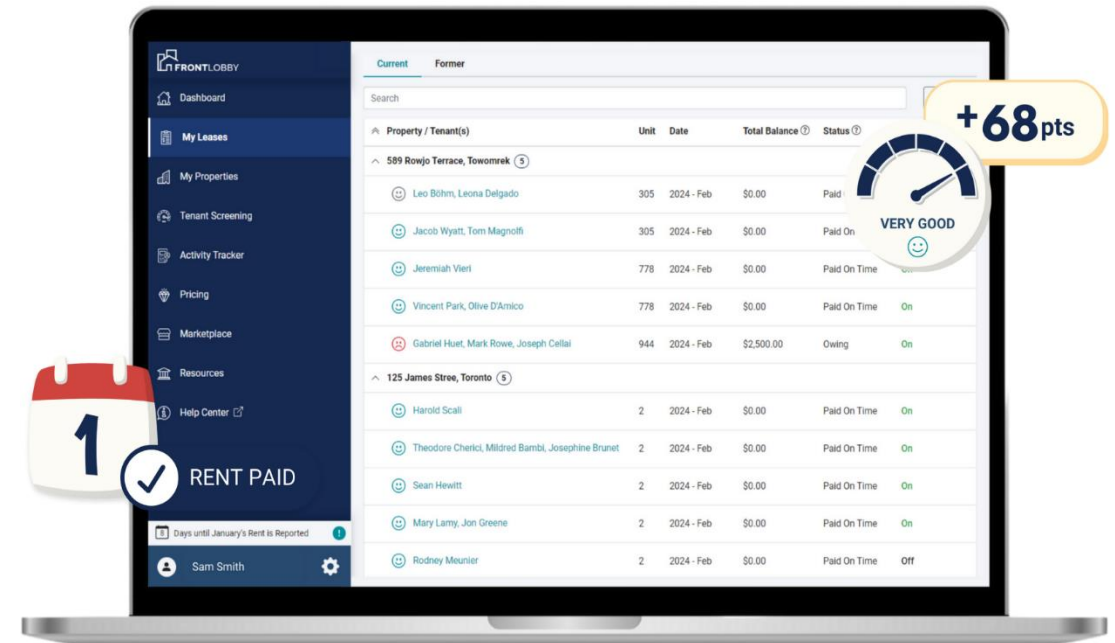 FRONTLOBBY
Dashboard
My Leases
My Properties
Tenant Screening
Activity Tracker
Pricing
Marketplace
Resources
Help Center
1
RENT PAID
Days until January's Rent is Reported
Sam Smith
Current Former
Search
Property / Tenant(s) Unit Date Total Balance Status
589 Rowjo Terrace, Towomrek 5
Leo Böhm, Leona Delgado 305 2024 - Feb $0.00 Paid
Jacob Wyatt, Tom Magnolfi 305 2024 - Feb $0.00 Paid On
Jeremiah Vieri 778 2024 - Feb $0.00 Paid On Time
Vincent Park, Olive D'Amico 778 2024 - Feb $0.00 Paid On Time On
Gabriel Huet, Mark Rowe, Joseph Cellai 944 2024 - Feb $2,500.00 Owing On
125 James Stree, Toronto 5
Harold Scali 2 2024 - Feb $0.00 Paid On Time On
Theodore Cherici, Mildred Bambi, Josephine Brunet 2 2024 - Feb $0.00 Paid On Time On
Sean Hewitt 2 2024 - Feb $0.00 Paid On Time On
Mary Lamy, Jon Greene 2 2024 - Feb $0.00 Paid On Time On
Rodney Meunier 2 2024 - Feb $0.00 Paid On Time Off
+68 pts
VERY GOOD